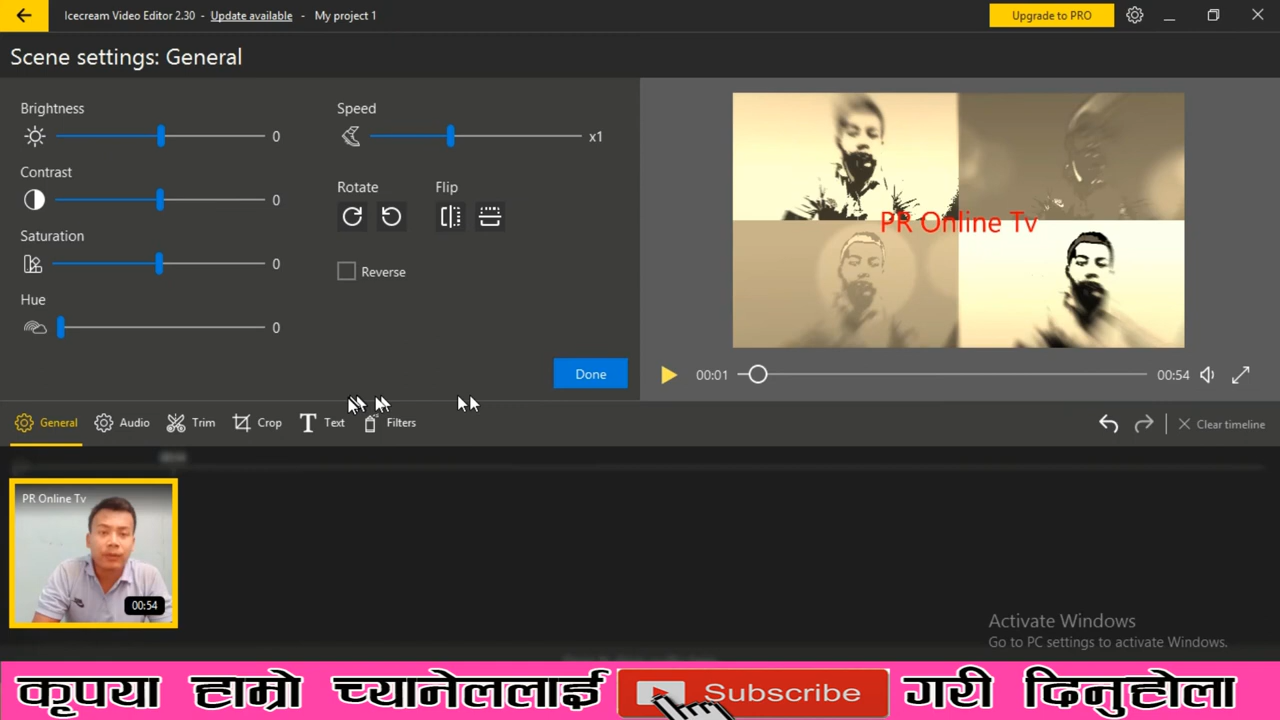 Icecream Video Editor 2.30 - Update available - My project 1
Upgrade to PRO
Scene settings: General
Brightness
0
Contrast
0
Saturation
0
Hue
0
Speed
x1
Rotate Flip
Reverse
Done
PR Online Tv
00:01 00:54
General Audio Trim Crop Text Filters
Clear timeline
PR Online Tv
00:54
Activate Windows
Go to PC settings to activate Windows.
कृपया हाम्रो च्यानेललाई Subscribe गरी दिनुहोला